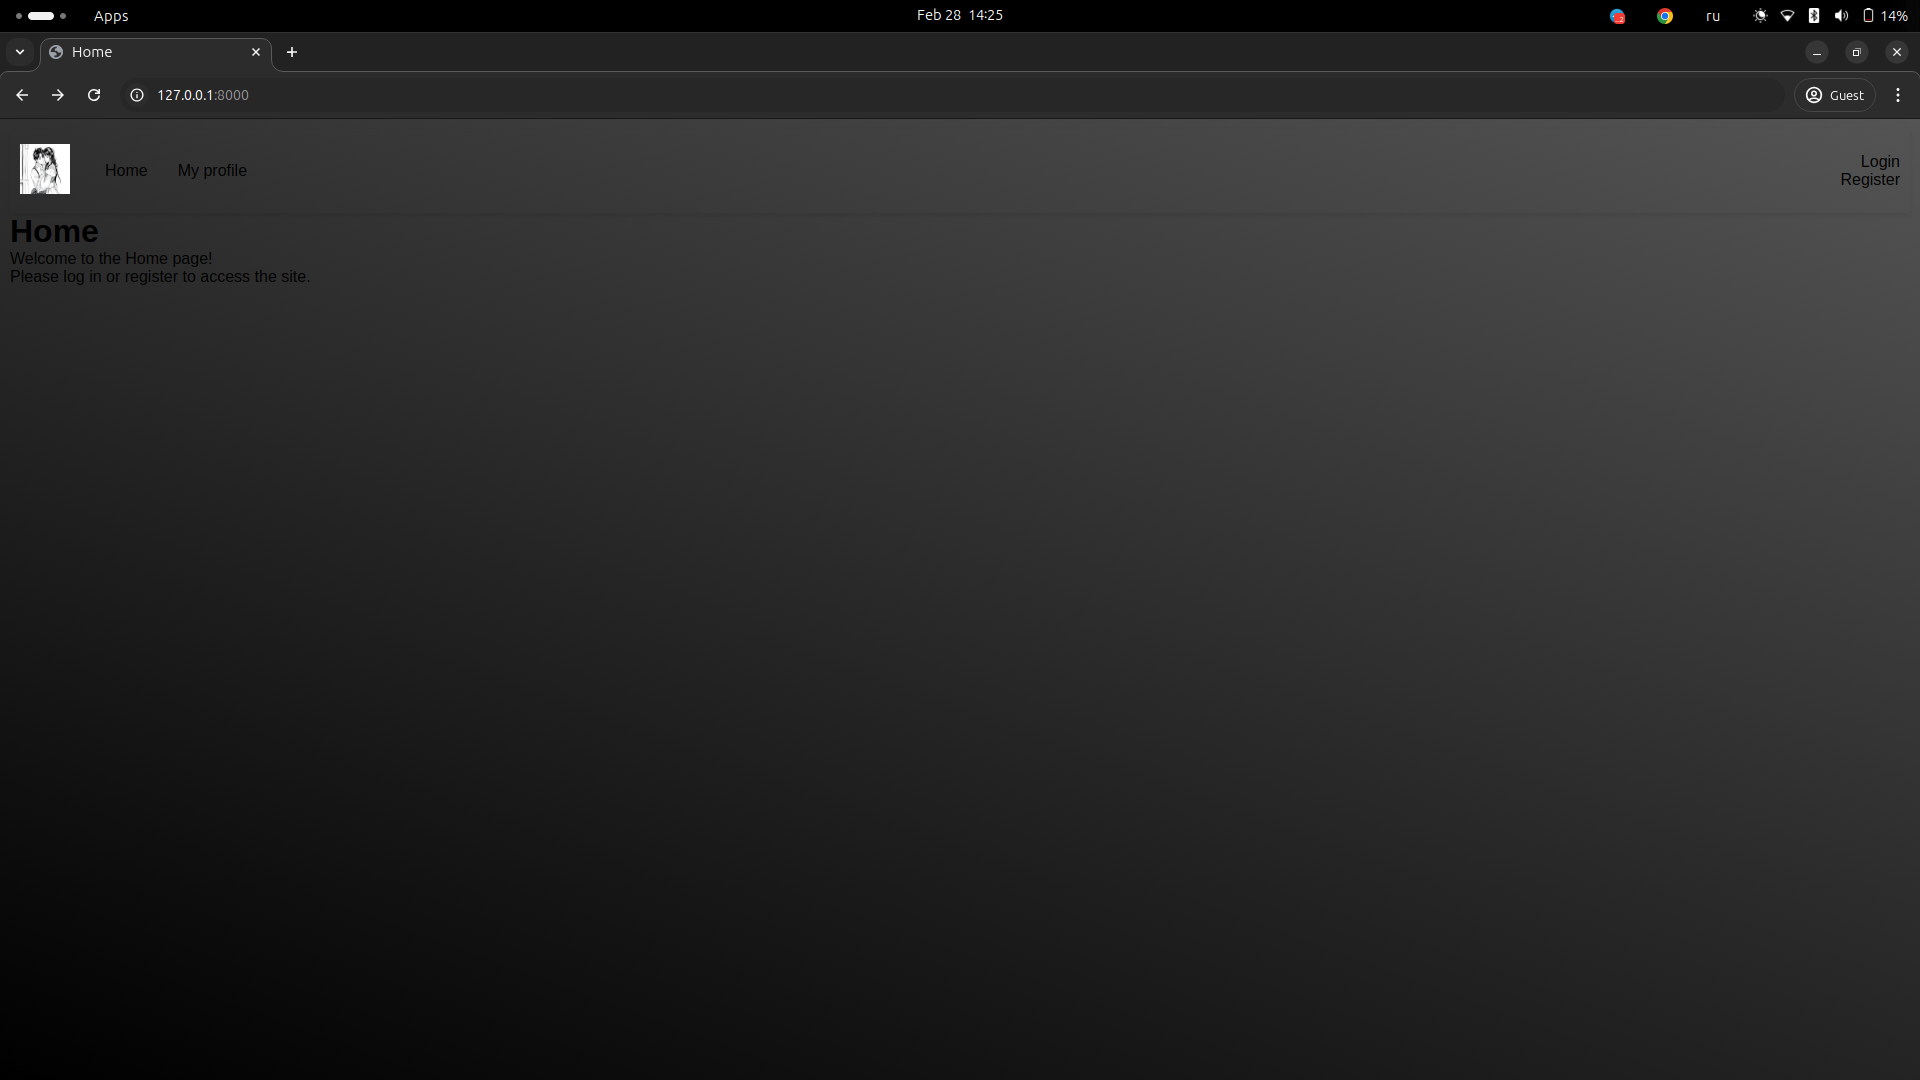 Apps
Feb 28 14:25
ru
14%
Home
127.0.0.1:8000
Guest
Home
My profile
Login
Register
Home
Welcome to the Home page!
Please log in or register to access the site.